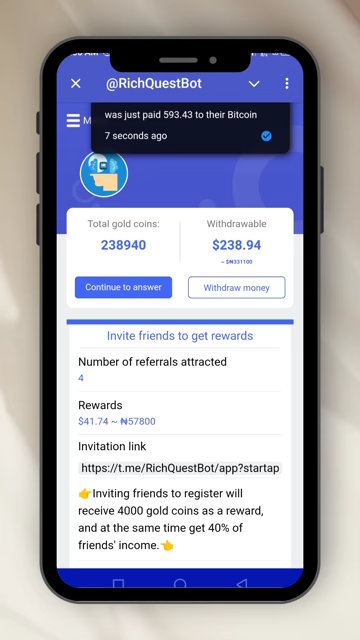 @RichQuestBot
was just paid 593.43 to their Bitcoin
7 seconds ago
Total gold coins:
Withdrawable
238940
$238.94
Continue to answer
Withdraw money
Invite friends to get rewards
Number of referrals attracted
4
Rewards
$41.74 ~ ₦57800
Invitation link
https://t.me/RichQuestBot/app?startap
👉Inviting friends to register will
receive 4000 gold coins as a reward,
and at the same time get 40% of
friends' income.👈